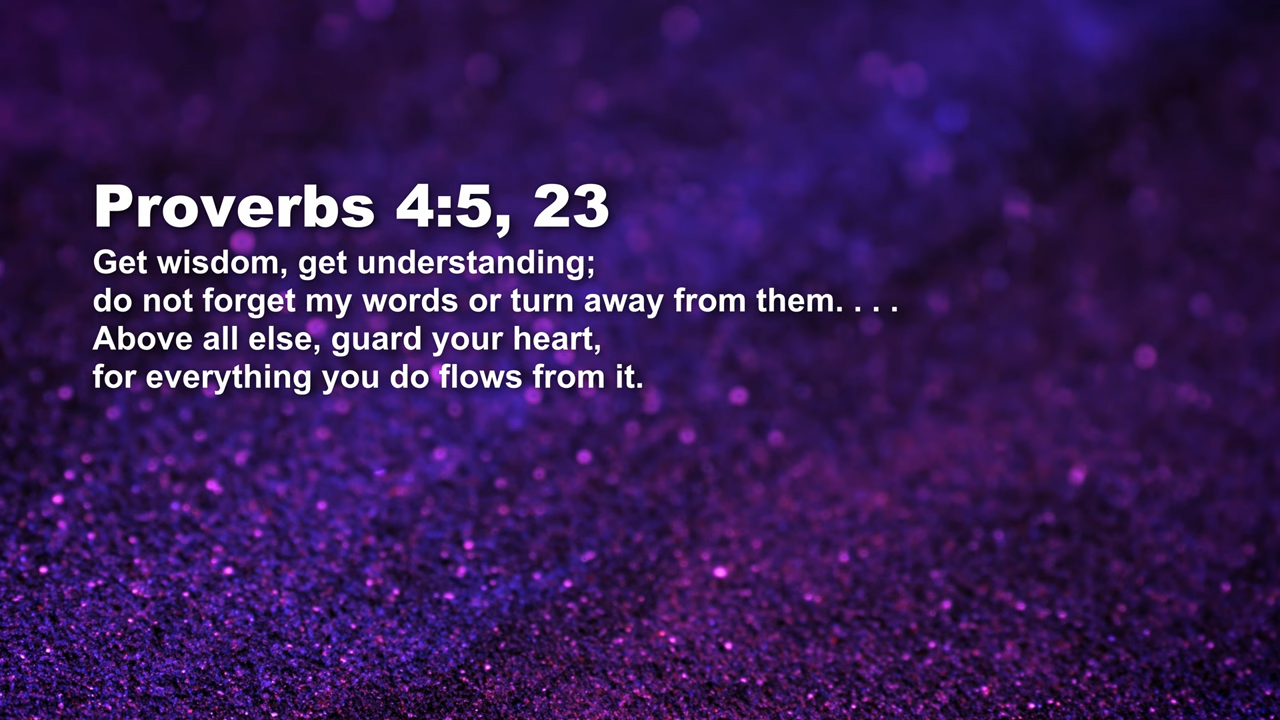 Proverbs 4:5, 23
Get wisdom, get understanding;
do not forget my words or turn away from them. . . .
Above all else, guard your heart,
for everything you do flows from it.